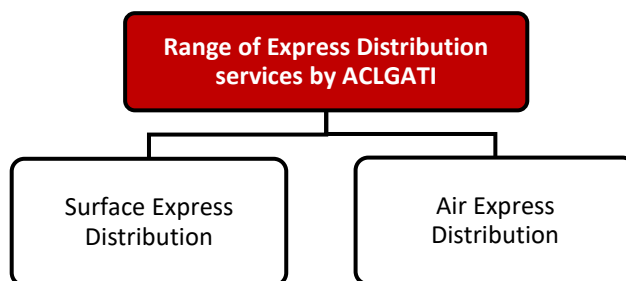 Range of Express Distribution
services by ACLGATI
Surface Express
Distribution
Air Express
Distribution